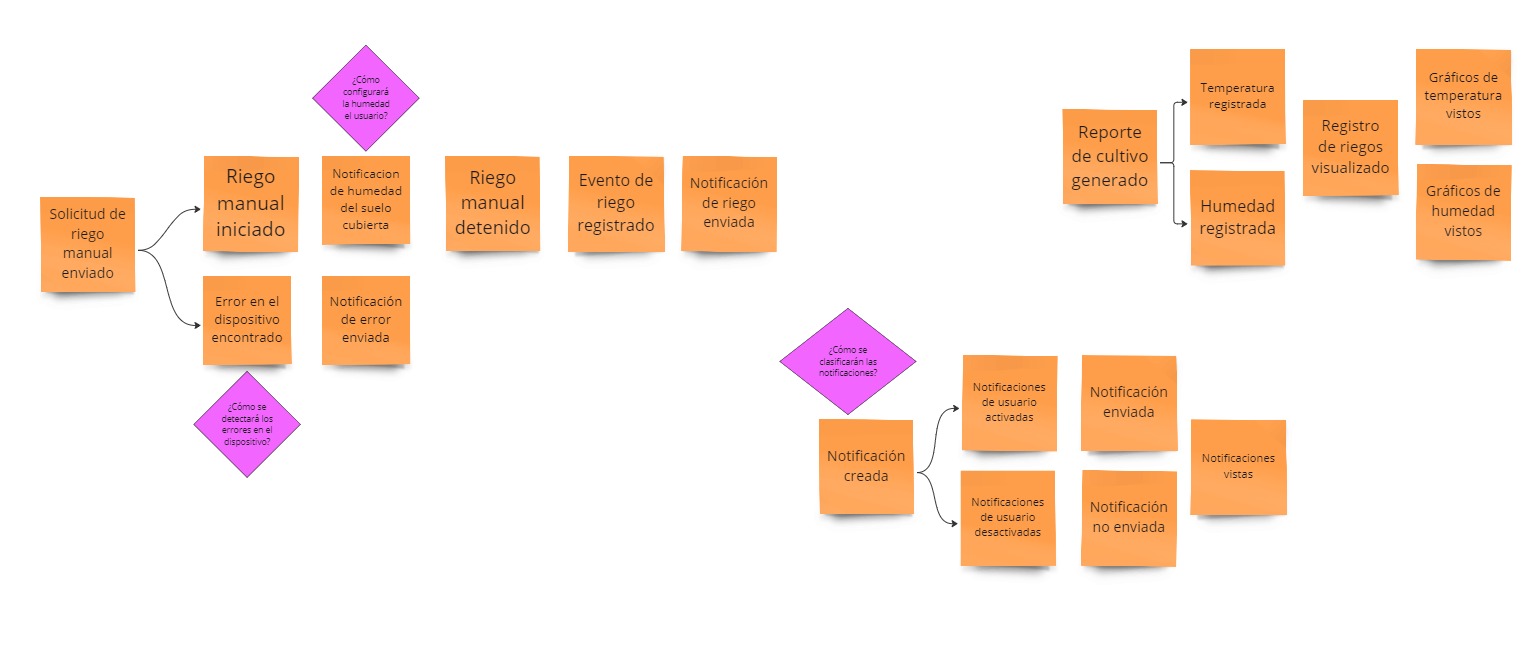 ¿Cómo
configurará
la humedad
el usuario?
Solicitud de
riego
manual
enviado
Riego
manual
iniciado
Notificacion
de humedad
del suelo
cubierta
Riego
manual
detenido
Evento de
riego
registrado
Notificación
de riego
enviada
Error en el
dispositivo
encontrado
Notificación
de error
enviada
¿Cómo se
detectará los
errores en el
dispositivo?
Reporte
de cultivo
generado
Temperatura
registrada
Humedad
registrada
Registro
de riegos
visualizado
Gráficos de
temperatura
vistos
Gráficos de
humedad
vistos
¿Cómo se
clasificarán las
notificaciones?
Notificación
creada
Notificaciones
de usuario
activadas
Notificación
enviada
Notificaciones
de usuario
desactivadas
Notificación
no enviada
Notificaciones
vistas